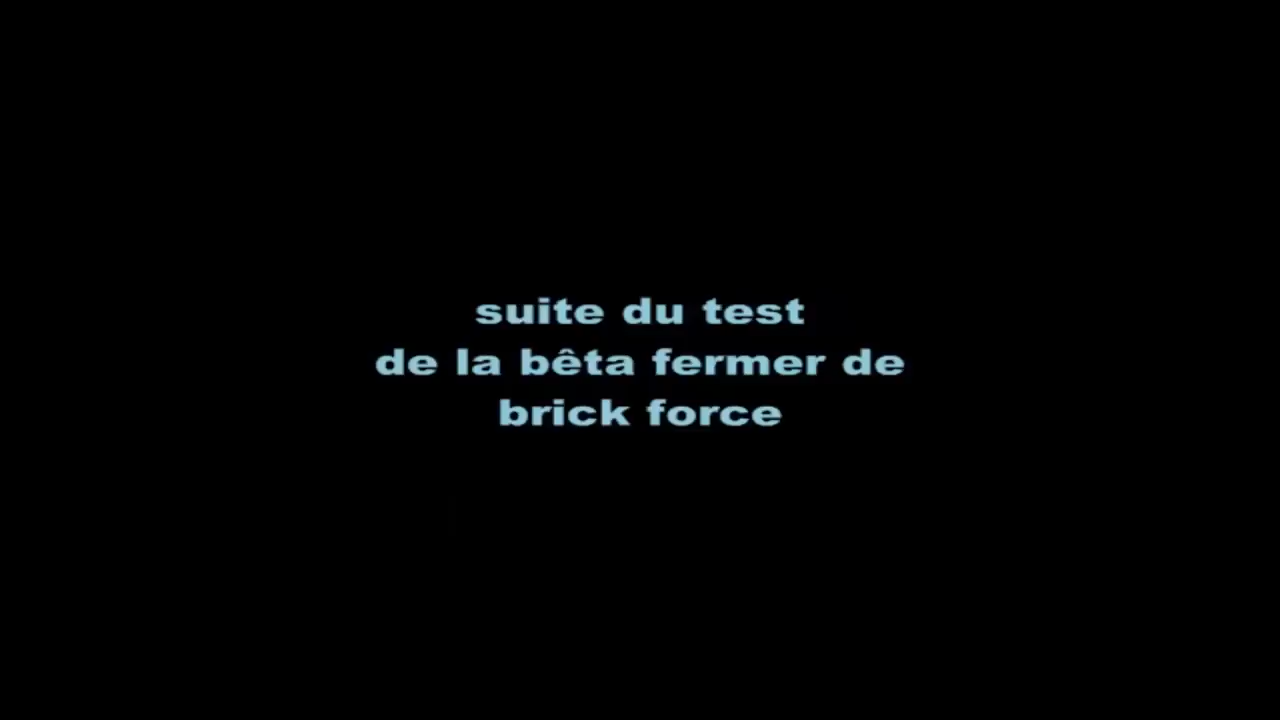 suite du test
de la bêta fermer de
brick force